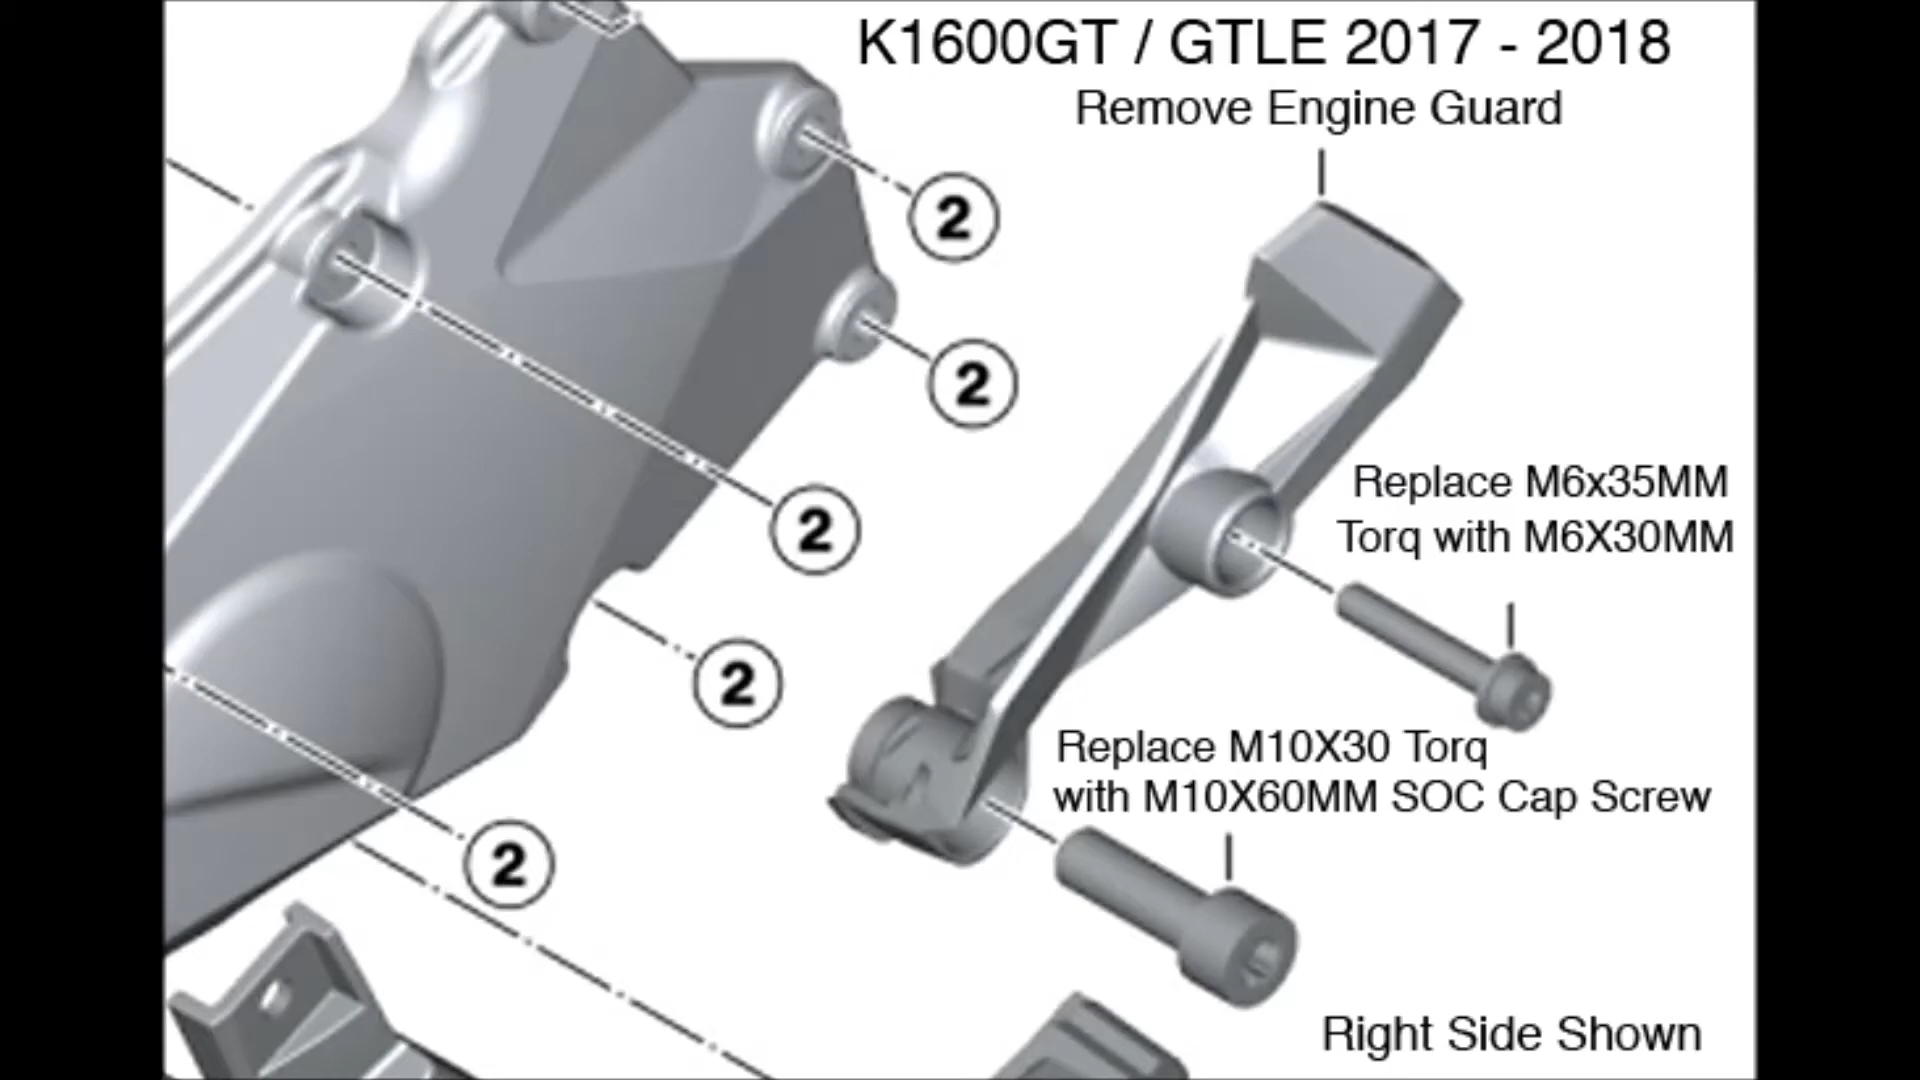 K1600GT / GTLE 2017 - 2018
Remove Engine Guard
2
2
Replace M6x35MM
Torq with M6X30MM
2
2
Replace M10X30 Torq
with M10X60MM SOC Cap Screw
2
Right Side Shown